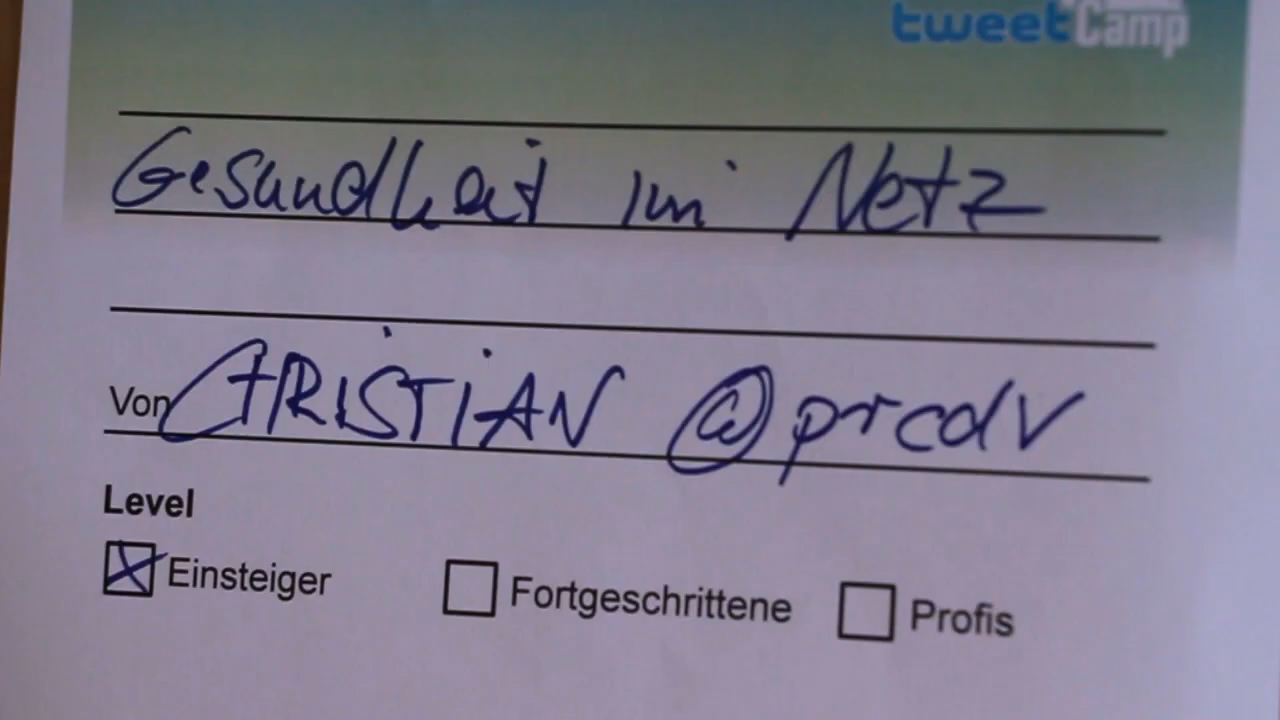 tweetCamp
Gesundheit im Netz
Von CHRISTIAN @prcdv
Level
Einsteiger Fortgeschrittene Profis